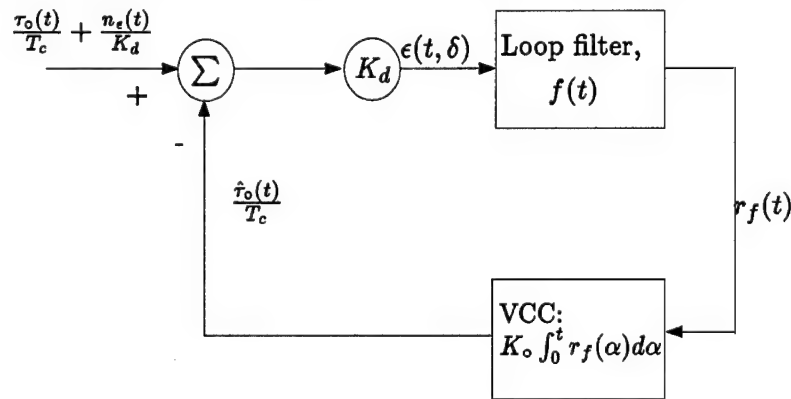 τ₀(t)/T_c + n_ε(t)/K_d
+
Σ
-
K_d
ϵ(t, δ)
Loop filter,
f(t)
r_f(t)
VCC:
K₀ ∫₀ᵗ r_f(α)dα
τ̂₀(t)/T_c